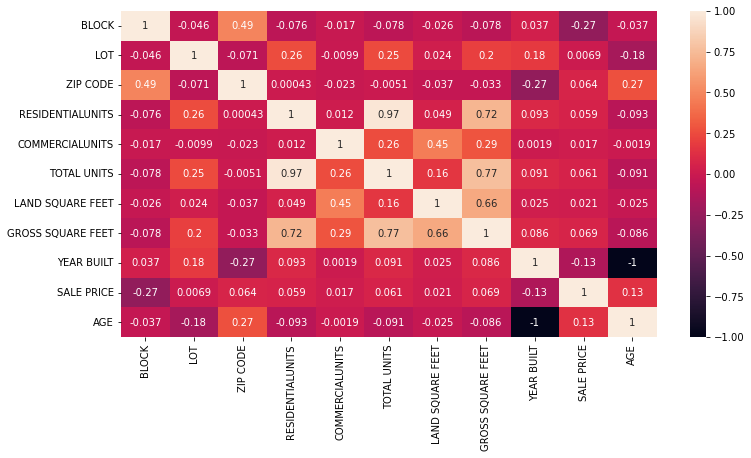 BLOCK 1 -0.046 0.49 -0.076 -0.017 -0.078 -0.026 -0.078 0.037 -0.27 -0.037
LOT -0.046 1 -0.071 0.26 -0.0099 0.25 0.024 0.2 0.18 0.0069 -0.18
ZIP CODE 0.49 -0.071 1 0.00043 -0.023 -0.0051 -0.037 -0.033 -0.27 0.064 0.27
RESIDENTIALUNITS -0.076 0.26 0.00043 1 0.012 0.97 0.049 0.72 0.093 0.059 -0.093
COMMERCIALUNITS -0.017 -0.0099 -0.023 0.012 1 0.26 0.45 0.29 0.0019 0.017 -0.0019
TOTAL UNITS -0.078 0.25 -0.0051 0.97 0.26 1 0.16 0.77 0.091 0.061 -0.091
LAND SQUARE FEET -0.026 0.024 -0.037 0.049 0.45 0.16 1 0.66 0.025 0.021 -0.025
GROSS SQUARE FEET -0.078 0.2 -0.033 0.72 0.29 0.77 0.66 1 0.086 0.069 -0.086
YEAR BUILT 0.037 0.18 -0.27 0.093 0.0019 0.091 0.025 0.086 1 -0.13 -1
SALE PRICE -0.27 0.0069 0.064 0.059 0.017 0.061 0.021 0.069 -0.13 1 0.13
AGE -0.037 -0.18 0.27 -0.093 -0.0019 -0.091 -0.025 -0.086 -1 0.13 1
BLOCK
LOT
ZIP CODE
RESIDENTIALUNITS
COMMERCIALUNITS
TOTAL UNITS
LAND SQUARE FEET
GROSS SQUARE FEET
YEAR BUILT
SALE PRICE
AGE
1.00
0.75
0.50
0.25
0.00
−0.25
−0.50
−0.75
−1.00